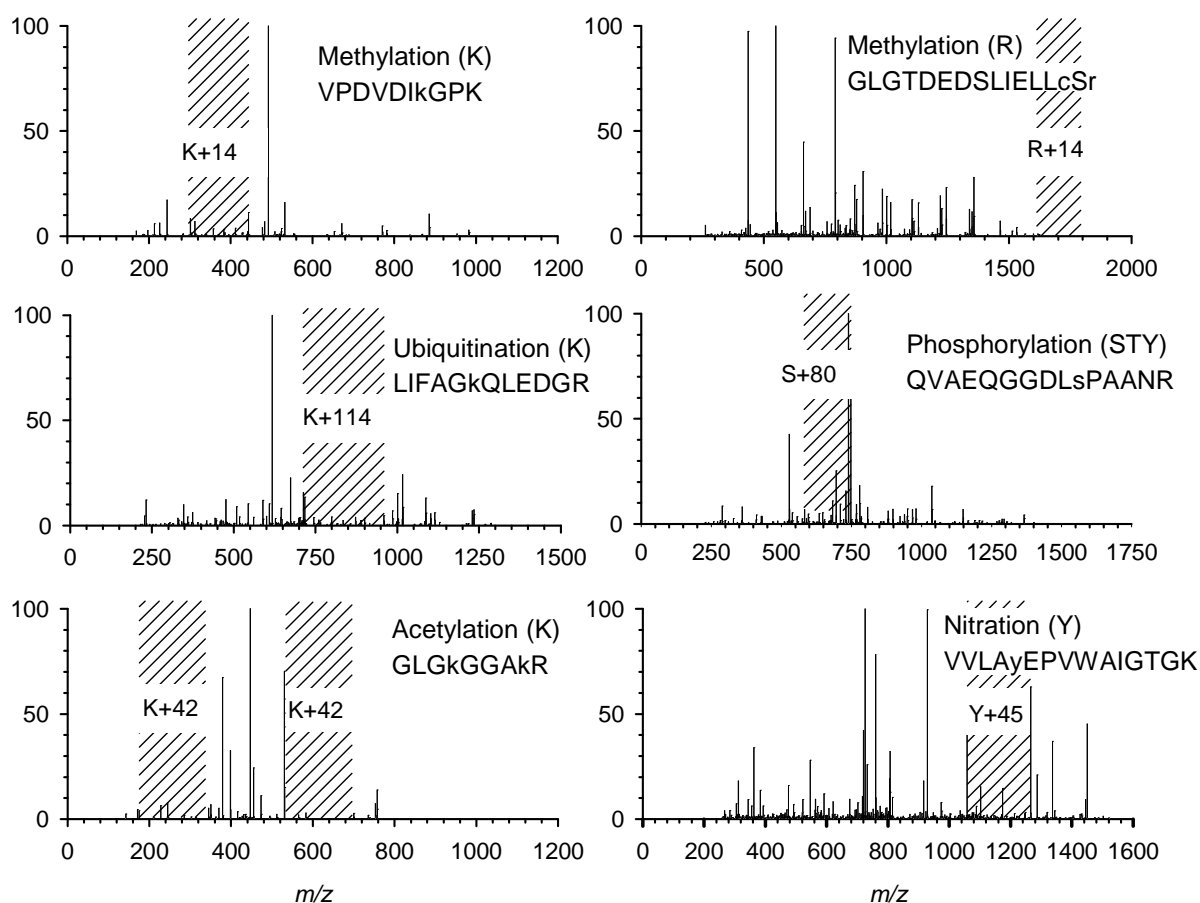 100
50
0
0 200 400 600 800 1000 1200
Methylation (K)
VPDVDIkGPK
K+14
100
50
0
0 500 1000 1500 2000
Methylation (R)
GLGTDEDSLIELLcSr
R+14
100
50
0
0 250 500 750 1000 1250 1500
Ubiquitination (K)
LIFAGkQLEDGR
K+114
100
50
0
0 250 500 750 1000 1250 1500 1750
Phosphorylation (STY)
QVAEQGGDLsPAANR
S+80
100
50
0
0 200 400 600 800 1000 1200
Acetylation (K)
GLGkGGAkR
K+42 K+42
m/z
100
50
0
0 200 400 600 800 1000 1200 1400 1600
Nitration (Y)
VVLAyEPVWAIGTGK
Y+45
m/z